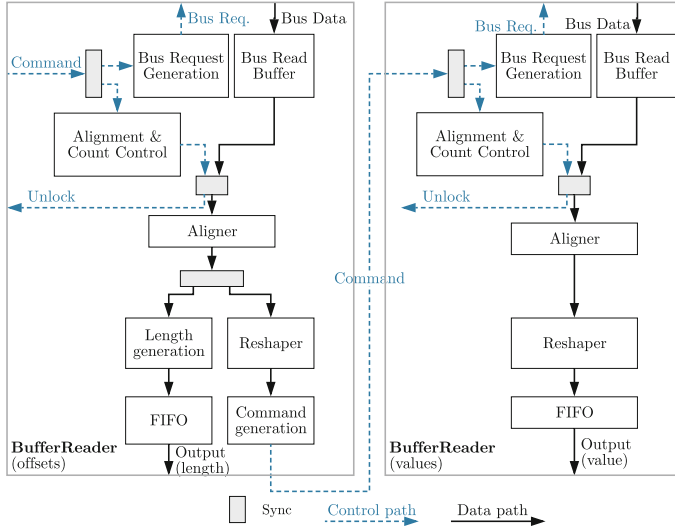 Bus Req.
Bus Data
Command
Bus Request
Generation
Bus Read
Buffer
Alignment &
Count Control
Unlock
Aligner
Length
generation
Reshaper
FIFO
Command
generation
BufferReader
(offsets)
Output
(length)
Command
Bus Req.
Bus Data
Bus Request
Generation
Bus Read
Buffer
Alignment &
Count Control
Unlock
Aligner
Reshaper
FIFO
BufferReader
(values)
Output
(value)
Sync
Control path
Data path